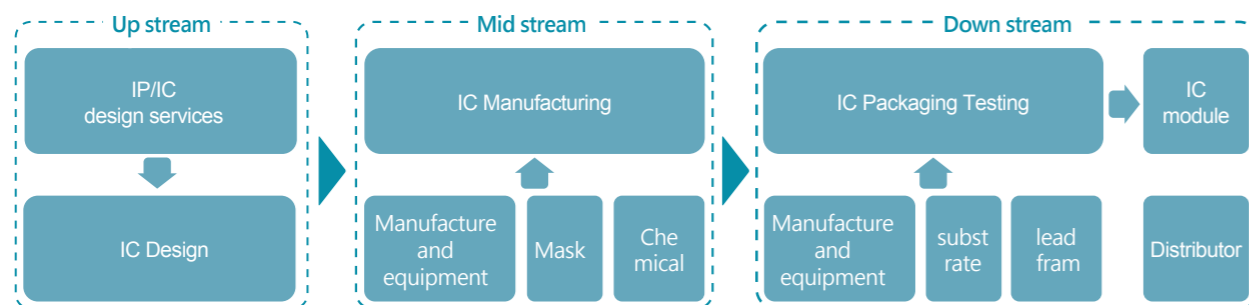 Up stream
Mid stream
Down stream
IP/IC
design services
IC Design
IC Manufacturing
Manufacture
and
equipment
Mask
Che
mical
IC Packaging Testing
IC
module
Manufacture
and
equipment
subst
rate
lead
fram
Distributor